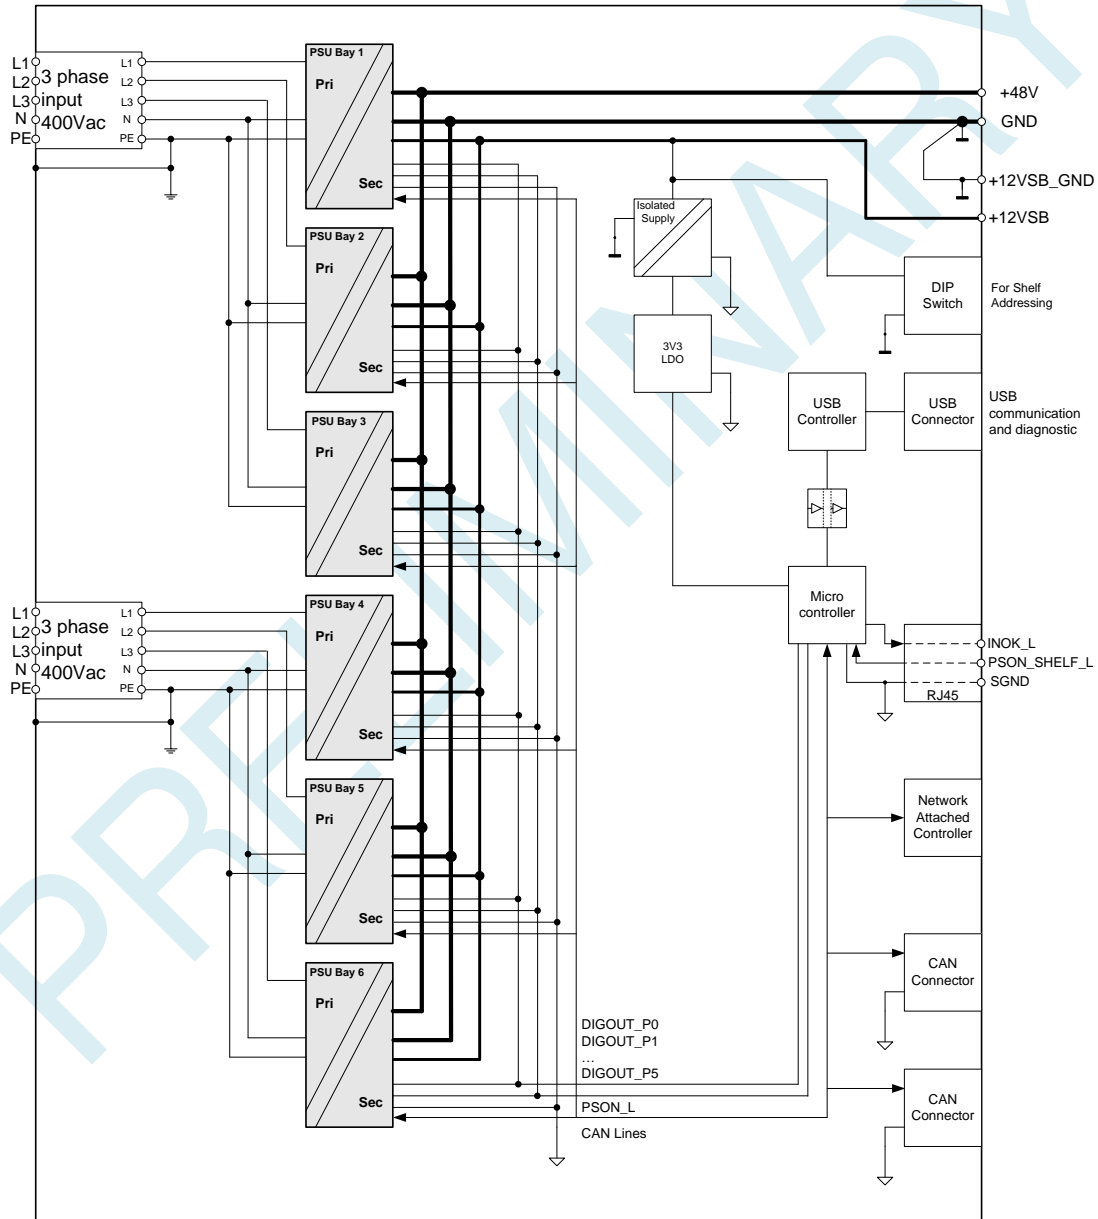 L1
L2
L3
N
PE
3 phase
input
400Vac
L1
L2
L3
N
PE
PSU Bay 1
Pri
Sec
PSU Bay 2
Pri
Sec
PSU Bay 3
Pri
Sec
L1
L2
L3
N
PE
3 phase
input
400Vac
L1
L2
L3
N
PE
PSU Bay 4
Pri
Sec
PSU Bay 5
Pri
Sec
PSU Bay 6
Pri
Sec
+48V
GND
+12VSB_GND
+12VSB
Isolated
Supply
3V3
LDO
DIP
Switch
For Shelf
Addressing
USB
Controller
USB
Connector
USB
communication
and diagnostic
Micro
controller
RJ45
INOK_L
PSON_SHELF_L
SGND
Network
Attached
Controller
CAN
Connector
CAN
Connector
DIGOUT_P0
DIGOUT_P1
...
DIGOUT_P5
PSON_L
CAN Lines
PRELIMINARY